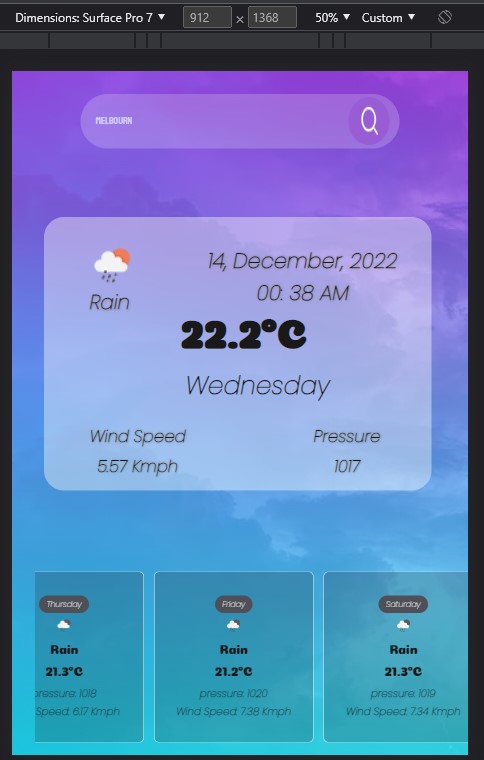 Dimensions: Surface Pro 7 ▼ 912 × 1368 50% ▼ Custom ▼
MELBOURN
14, December, 2022
Rain
00: 38 AM
22.2°C
Wednesday
Wind Speed Pressure
5.57 Kmph 1017
Thursday Friday Saturday
Rain Rain Rain
21.3°C 21.2°C 21.3°C
pressure: 1018 pressure: 1020 pressure: 1019
Speed: 6.17 Kmph Wind Speed: 7.38 Kmph Wind Speed: 7.34 Kmph